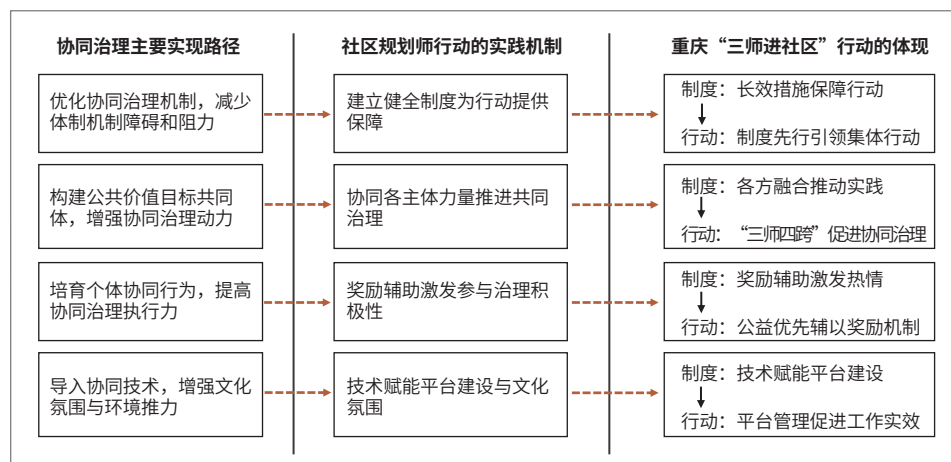 协同治理主要实现路径
社区规划师行动的实践机制
重庆“三师进社区”行动的体现
优化协同治理机制，减少
体制机制障碍和阻力
建立健全制度为行动提供
保障
制度：长效措施保障行动
行动：制度先行引领集体行动
构建公共价值目标共同
体，增强协同治理动力
协同各主体力量推进共同
治理
制度：各方融合推动实践
行动：“三师四跨”促进协同治理
培育个体协同行为，提高
协同治理执行力
奖励辅助激发参与治理积
极性
制度：奖励辅助激发热情
行动：公益优先辅以奖励机制
导入协同技术，增强文化
氛围与环境推力
技术赋能平台建设与文化
氛围
制度：技术赋能平台建设
行动：平台管理促进工作实效